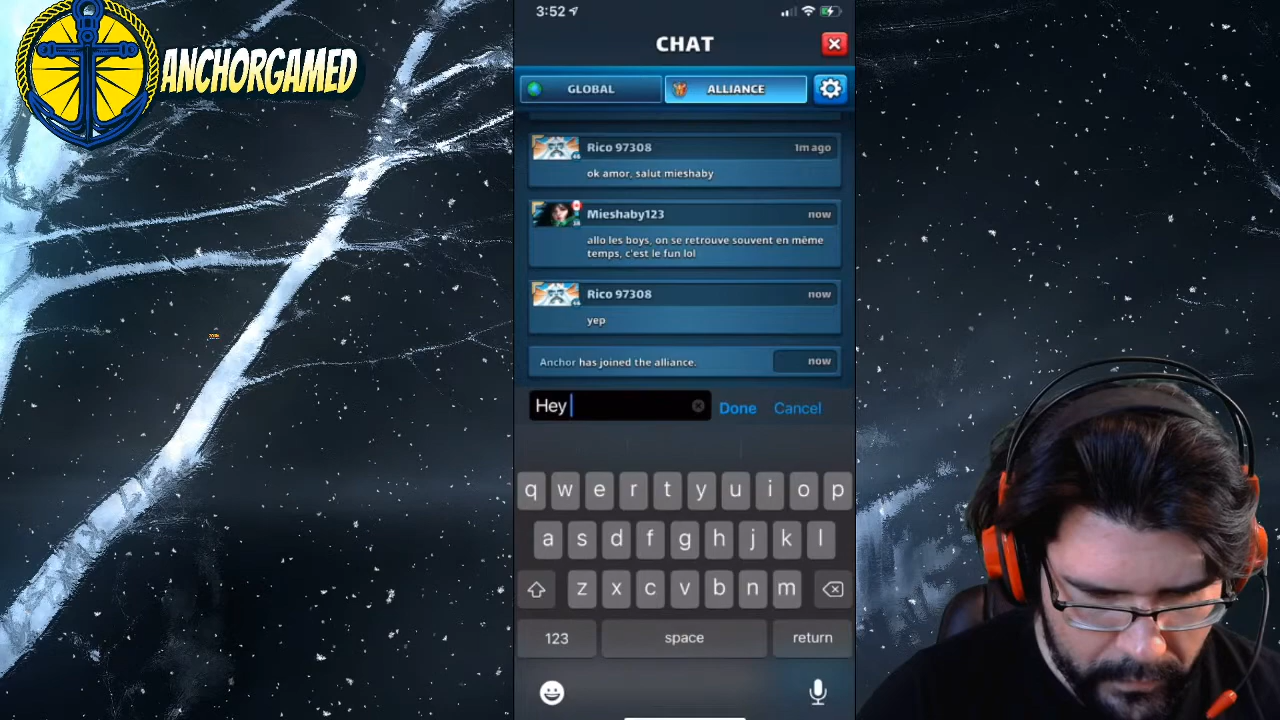 ANCHORGAMED
3:52
CHAT
GLOBAL
ALLIANCE
Rico 97308
1m ago
ok amor, salut mieshaby
Mieshaby123
now
allo les boys, on se retrouve souvent en même
temps, c'est le fun lol
Rico 97308
now
yep
Anchor has joined the alliance.
now
Hey
Done
Cancel
q w e r t y u i o p
a s d f g h j k l
z x c v b n m
123
space
return